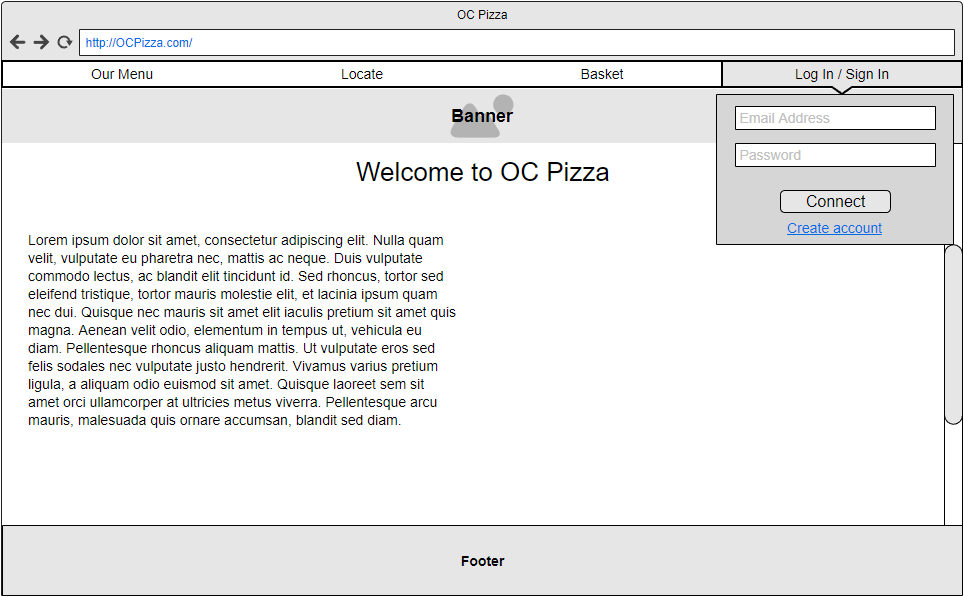 OC Pizza
http://OCPizza.com/
Our Menu
Locate
Basket
Log In / Sign In
Banner
Email Address
Password
Connect
Create account
Welcome to OC Pizza
Lorem ipsum dolor sit amet, consectetur adipiscing elit. Nulla quam
velit, vulputate eu pharetra nec, mattis ac neque. Duis vulputate
commodo lectus, ac blandit elit tincidunt id. Sed rhoncus, tortor sed
eleifend tristique, tortor mauris molestie elit, et lacinia ipsum quam
nec dui. Quisque nec mauris sit amet elit iaculis pretium sit amet quis
magna. Aenean velit odio, elementum in tempus ut, vehicula eu
diam. Pellentesque rhoncus aliquam mattis. Ut vulputate eros sed
felis sodales nec vulputate justo hendrerit. Vivamus varius pretium
ligula, a aliquam odio euismod sit amet. Quisque laoreet sem sit
amet orci ullamcorper at ultricies metus viverra. Pellentesque arcu
mauris, malesuada quis ornare accumsan, blandit sed diam.
Footer